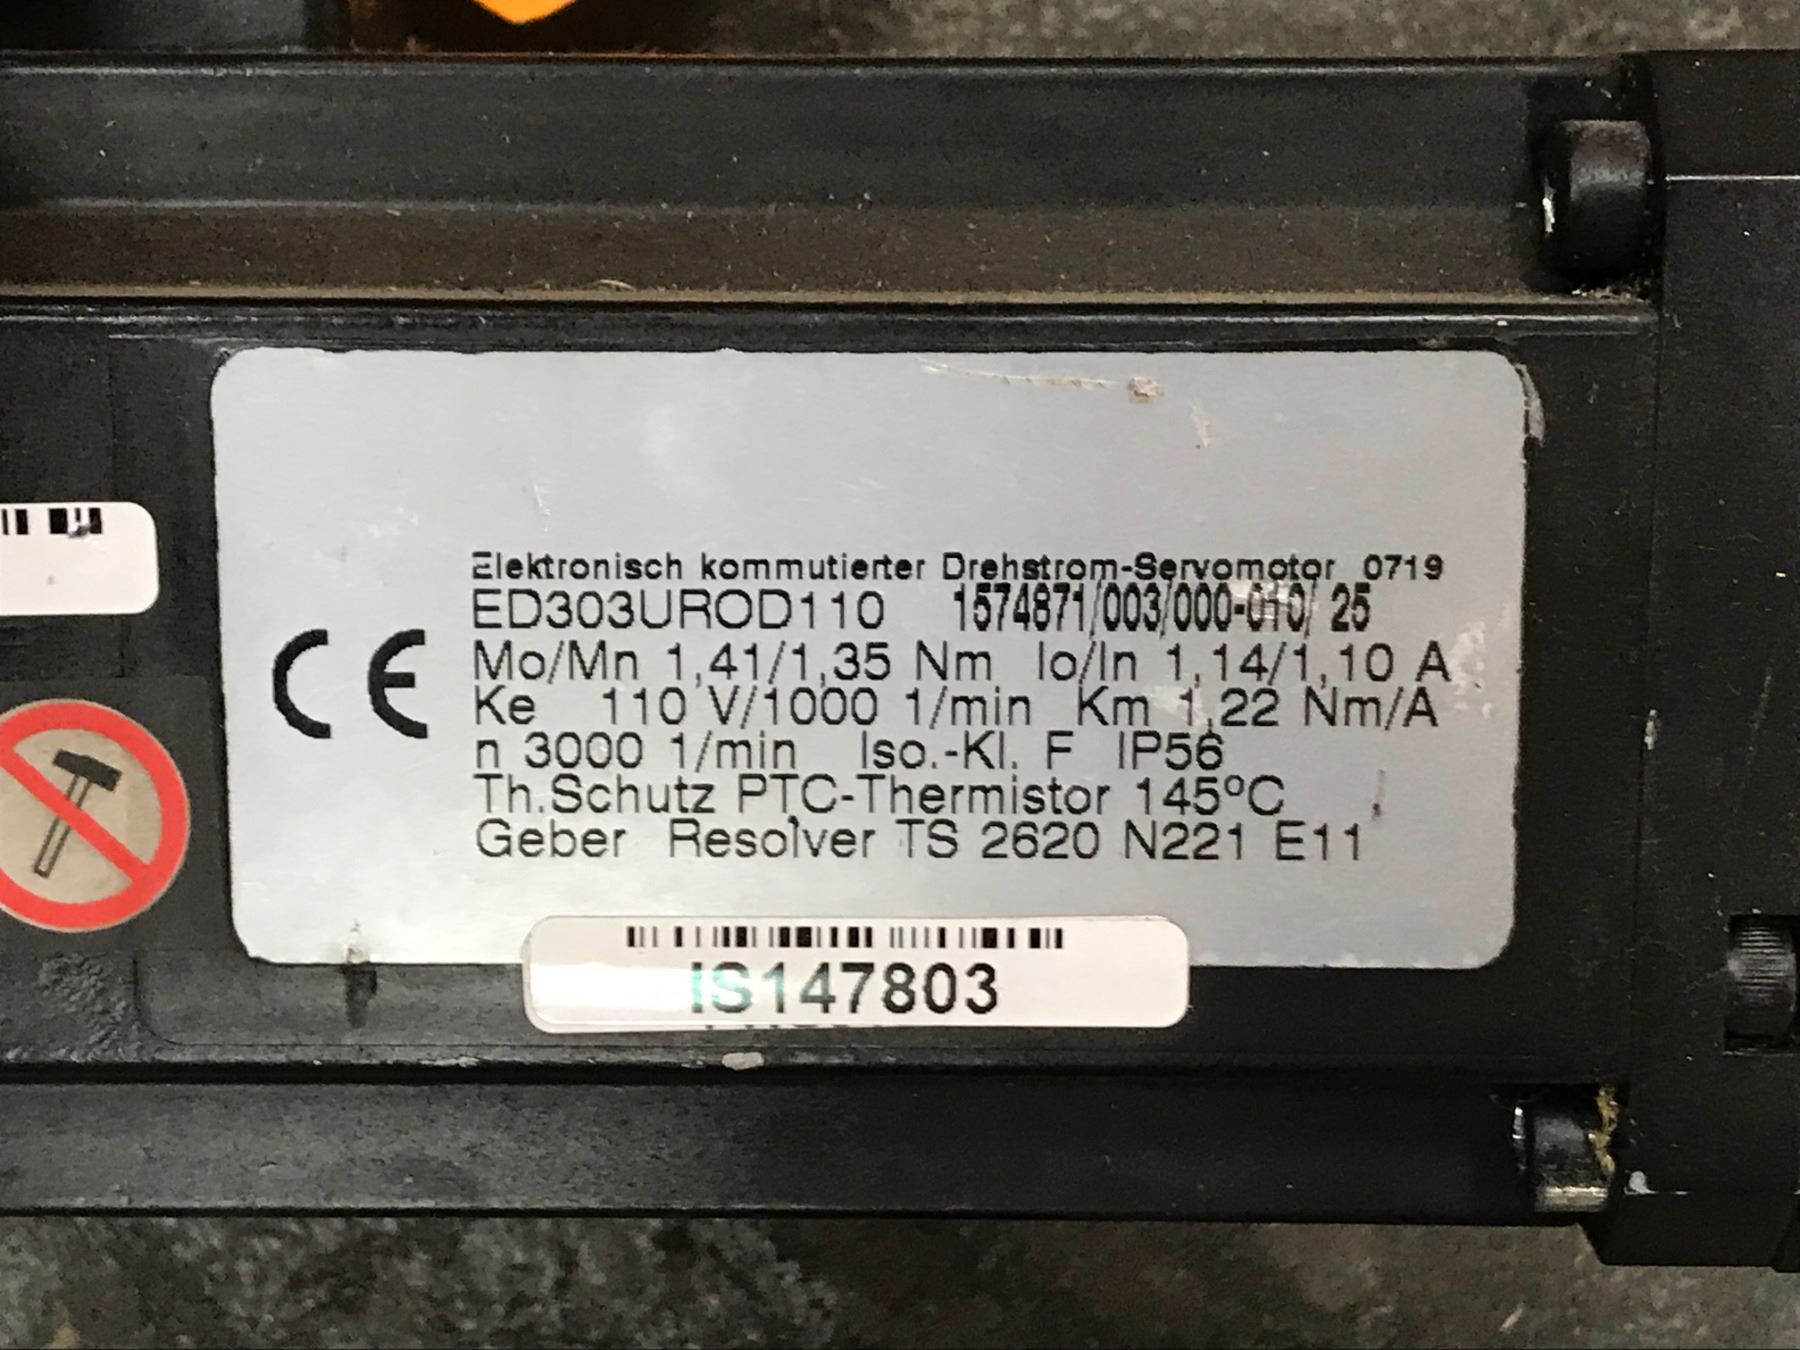 Elektronisch kommutierter Drehstrom-Servomotor 0719
ED303UROD110 1574871/003/000-010/ 25
CE
Mo/Mn 1,41/1,35 Nm Io/In 1,14/1,10 A
Ke 110 V/1000 1/min Km 1,22 Nm/A
n 3000 1/min Iso.-Kl. F IP56
Th.Schutz PTC-Thermistor 145°C
Geber Resolver TS 2620 N221 E11
IS147803